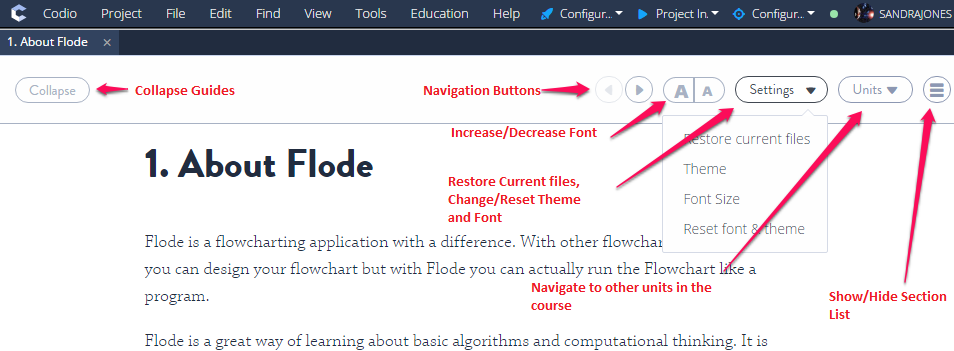 Codio Project File Edit Find View Tools Education Help Configur... Project In... Configur... SANDRAJONES
1. About Flode ×
Collapse Collapse Guides Navigation Buttons A A Settings Units
Increase/Decrease Font
Restore current files
Theme
Font Size
Reset font & theme
1. About Flode
Restore Current files,
Change/Reset Theme
and Font
Flode is a flowcharting application with a difference. With other flowchar
you can design your flowchart but with Flode you can actually run the Flowchart like a
program.
Navigate to other units in the
course
Show/Hide Section
List
Flode is a great way of learning about basic algorithms and computational thinking. It is